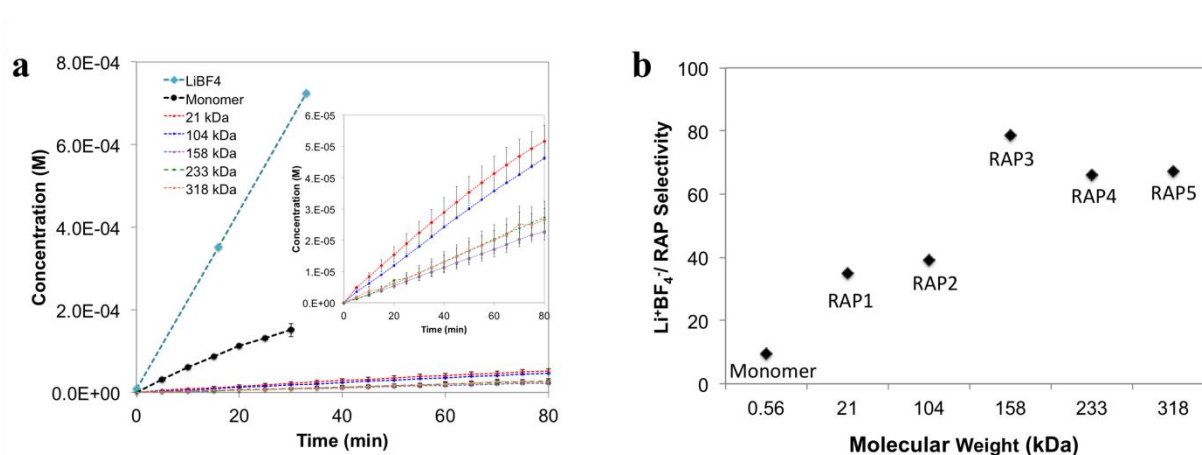 a
8.0E-04
6.0E-04
4.0E-04
2.0E-04
0.0E+00
Concentration (M)
LiBF4
Monomer
21 kDa
104 kDa
158 kDa
233 kDa
318 kDa
6.E-05
5.E-05
4.E-05
3.E-05
2.E-05
1.E-05
0.E+00
Concentration (M)
0
20
40
60
80
Time (min)
0
20
40
60
80
Time (min)
b
100
80
60
40
20
0
Li⁺BF₄⁻/ RAP Selectivity
Monomer
RAP1
RAP2
RAP3
RAP4
RAP5
0.56
21
104
158
233
318
Molecular Weight (kDa)